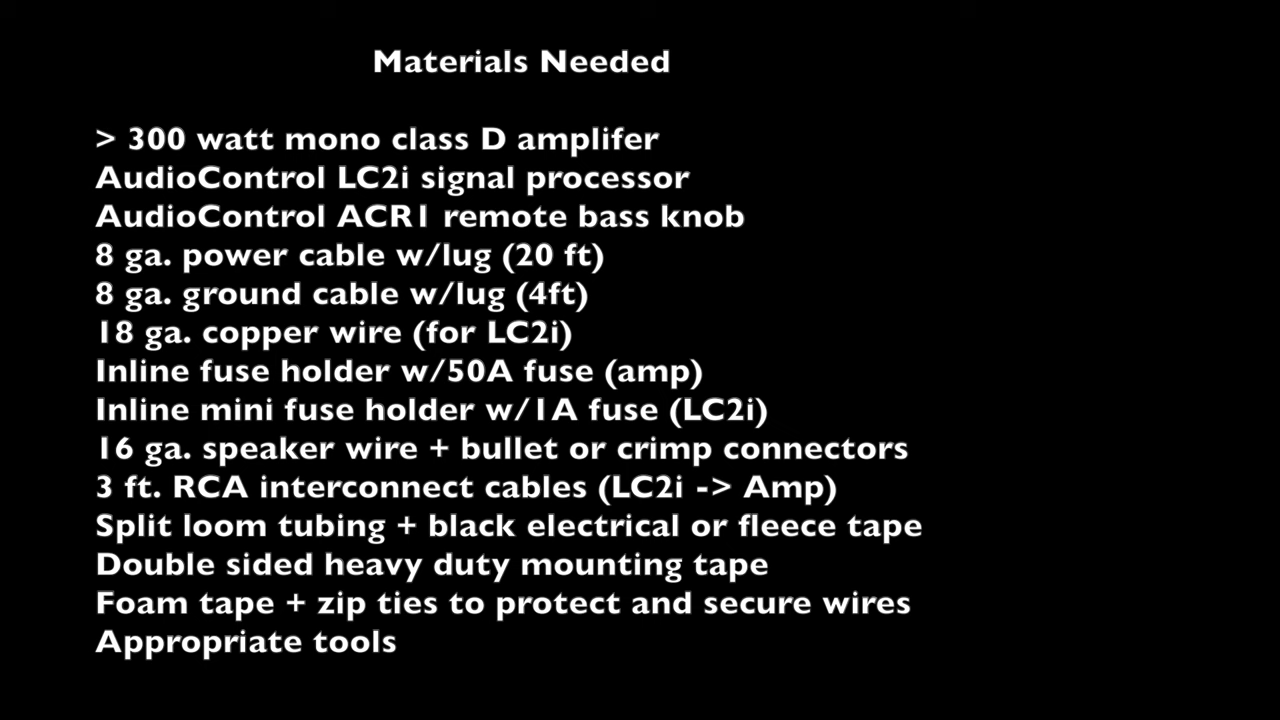 Materials Needed
> 300 watt mono class D amplifer
AudioControl LC2i signal processor
AudioControl ACR1 remote bass knob
8 ga. power cable w/lug (20 ft)
8 ga. ground cable w/lug (4ft)
18 ga. copper wire (for LC2i)
Inline fuse holder w/50A fuse (amp)
Inline mini fuse holder w/1A fuse (LC2i)
16 ga. speaker wire + bullet or crimp connectors
3 ft. RCA interconnect cables (LC2i -> Amp)
Split loom tubing + black electrical or fleece tape
Double sided heavy duty mounting tape
Foam tape + zip ties to protect and secure wires
Appropriate tools